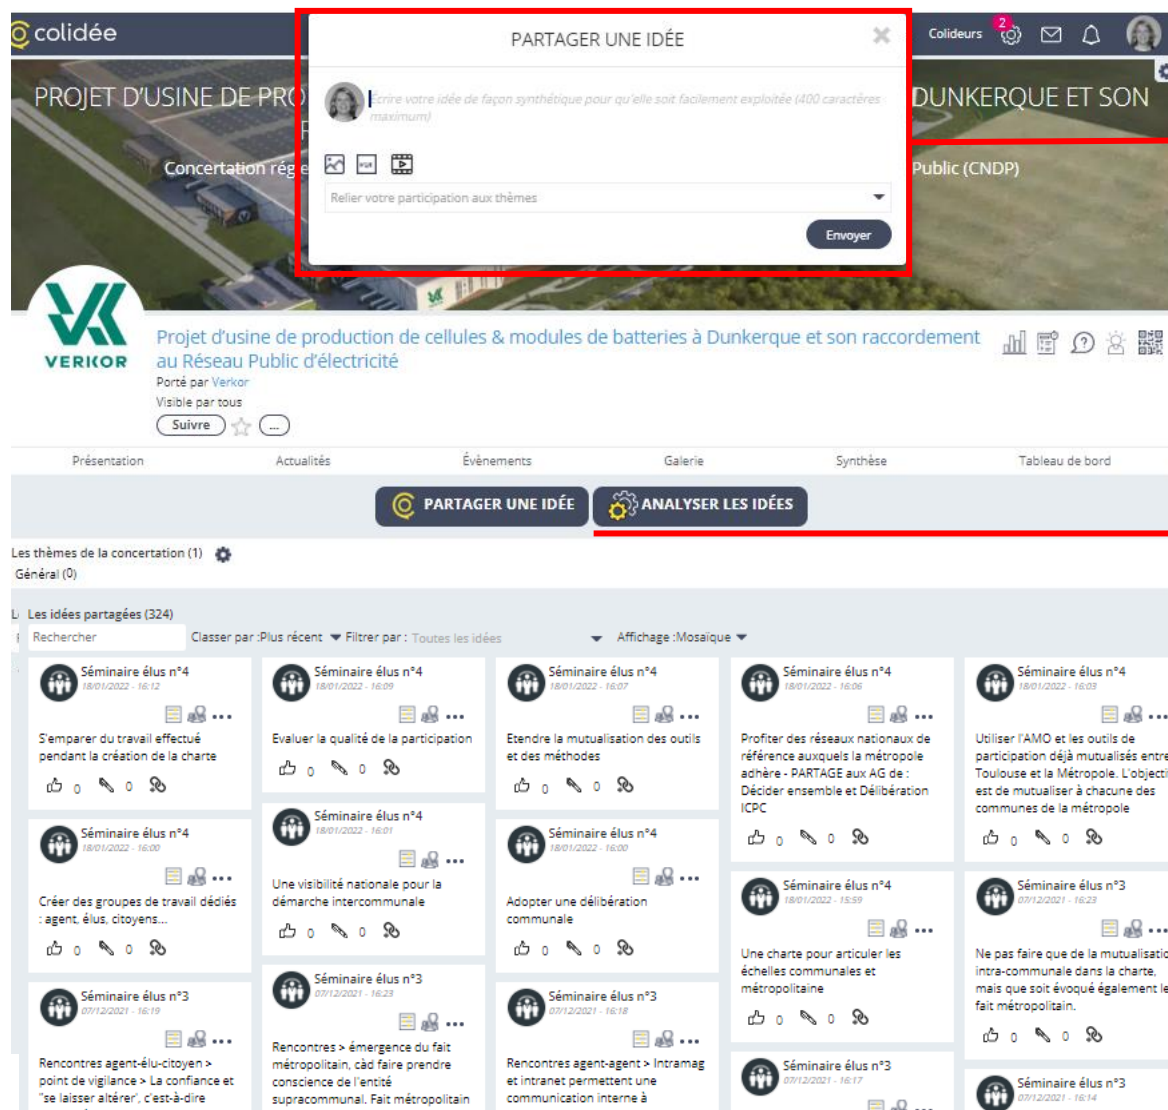 colidée
PARTAGER UNE IDÉE
Colideurs
2
PROJET D'USINE DE PRO
DUNKERQUE ET SON
Écrire votre idée de façon synthétique pour qu'elle soit facilement exploitée (400 caractères
maximum)
Concertation régle
Public (CNDP)
Relier votre participation aux thèmes
Envoyer
VERKOR
Projet d'usine de production de cellules & modules de batteries à Dunkerque et son raccordement
au Réseau Public d'électricité
Porté par Verkor
Visible par tous
Suivre
...
Présentation
Actualités
Évènements
Galerie
Synthèse
Tableau de bord
PARTAGER UNE IDÉE
ANALYSER LES IDÉES
Les thèmes de la concertation (1)
Général (0)
Les idées partagées (324)
Rechercher
Classer par :Plus récent
Filtrer par : Toutes les idées
Affichage :Mosaïque
Séminaire élus n°4
18/01/2022 - 16:12
S'emparer du travail effectué
pendant la création de la charte
0 0
Séminaire élus n°4
18/01/2022 - 16:09
Evaluer la qualité de la participation
0 0
Séminaire élus n°4
18/01/2022 - 16:07
Etendre la mutualisation des outils
et des méthodes
0 0
Séminaire élus n°4
18/01/2022 - 16:06
Profiter des réseaux nationaux de
référence auxquels la métropole
adhère - PARTAGE aux AG de :
Décider ensemble et Délibération
ICPC
0 0
Séminaire élus n°4
18/01/2022 - 16:03
Utiliser l'AMO et les outils de
participation déjà mutualisés entre
Toulouse et la Métropole. L'objecti
est de mutualiser à chacune des
communes de la métropole
0 0
Séminaire élus n°4
18/01/2022 - 16:00
Créer des groupes de travail dédiés
: agent, élus, citoyens...
0 0
Séminaire élus n°4
18/01/2022 - 16:01
Une visibilité nationale pour la
démarche intercommunale
0 0
Séminaire élus n°4
18/01/2022 - 16:00
Adopter une délibération
communale
0 0
Séminaire élus n°4
18/01/2022 - 15:59
Une charte pour articuler les
échelles communales et
métropolitaine
0 0
Séminaire élus n°3
07/12/2021 - 16:23
Ne pas faire que de la mutualisatio
intra-communale dans la charte,
mais que soit évoqué également le
fait métropolitain.
0 0
Séminaire élus n°3
07/12/2021 - 16:19
Rencontres agent-élu-citoyen >
point de vigilance > La confiance et
"se laisser altérer', c'est-à-dire
Séminaire élus n°3
07/12/2021 - 16:23
Rencontres > émergence du fait
métropolitain, càd faire prendre
conscience de l'entité
supracommunal. Fait métropolitain
Séminaire élus n°3
07/12/2021 - 16:18
Rencontres agent-agent > Intramag
et intranet permettent une
communication interne à
Séminaire élus n°3
07/12/2021 - 16:17
Séminaire élus n°3
07/12/2021 - 16:14